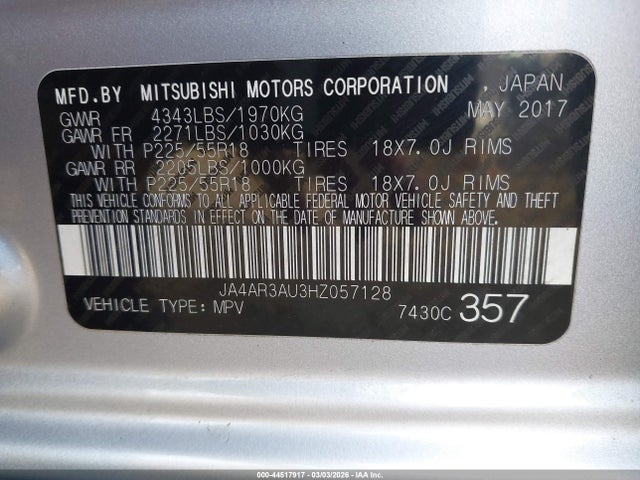 MFD.BY MITSUBISHI MOTORS CORPORATION , JAPAN
GVWR 4343LBS/1970KG MAY 2017
GAWR FR 2271LBS/1030KG
WITH P225/55R18 TIRES 18X7.0J RIMS
GAWR RR 2205LBS/1000KG
WITH P225/55R18 TIRES 18X7.0J RIMS
THIS VEHICLE CONFORMS TO ALL APPLICABLE FEDERAL MOTOR VEHICLE SAFETY AND THEFT
PREVENTION STANDARDS IN EFFECT ON THE DATE OF MANUFACTURE SHOWN ABOVE.
JA4AR3AU3HZ057128
VEHICLE TYPE: MPV 7430C 357
000-44517917 - 03/03/2026 - IAA Inc.